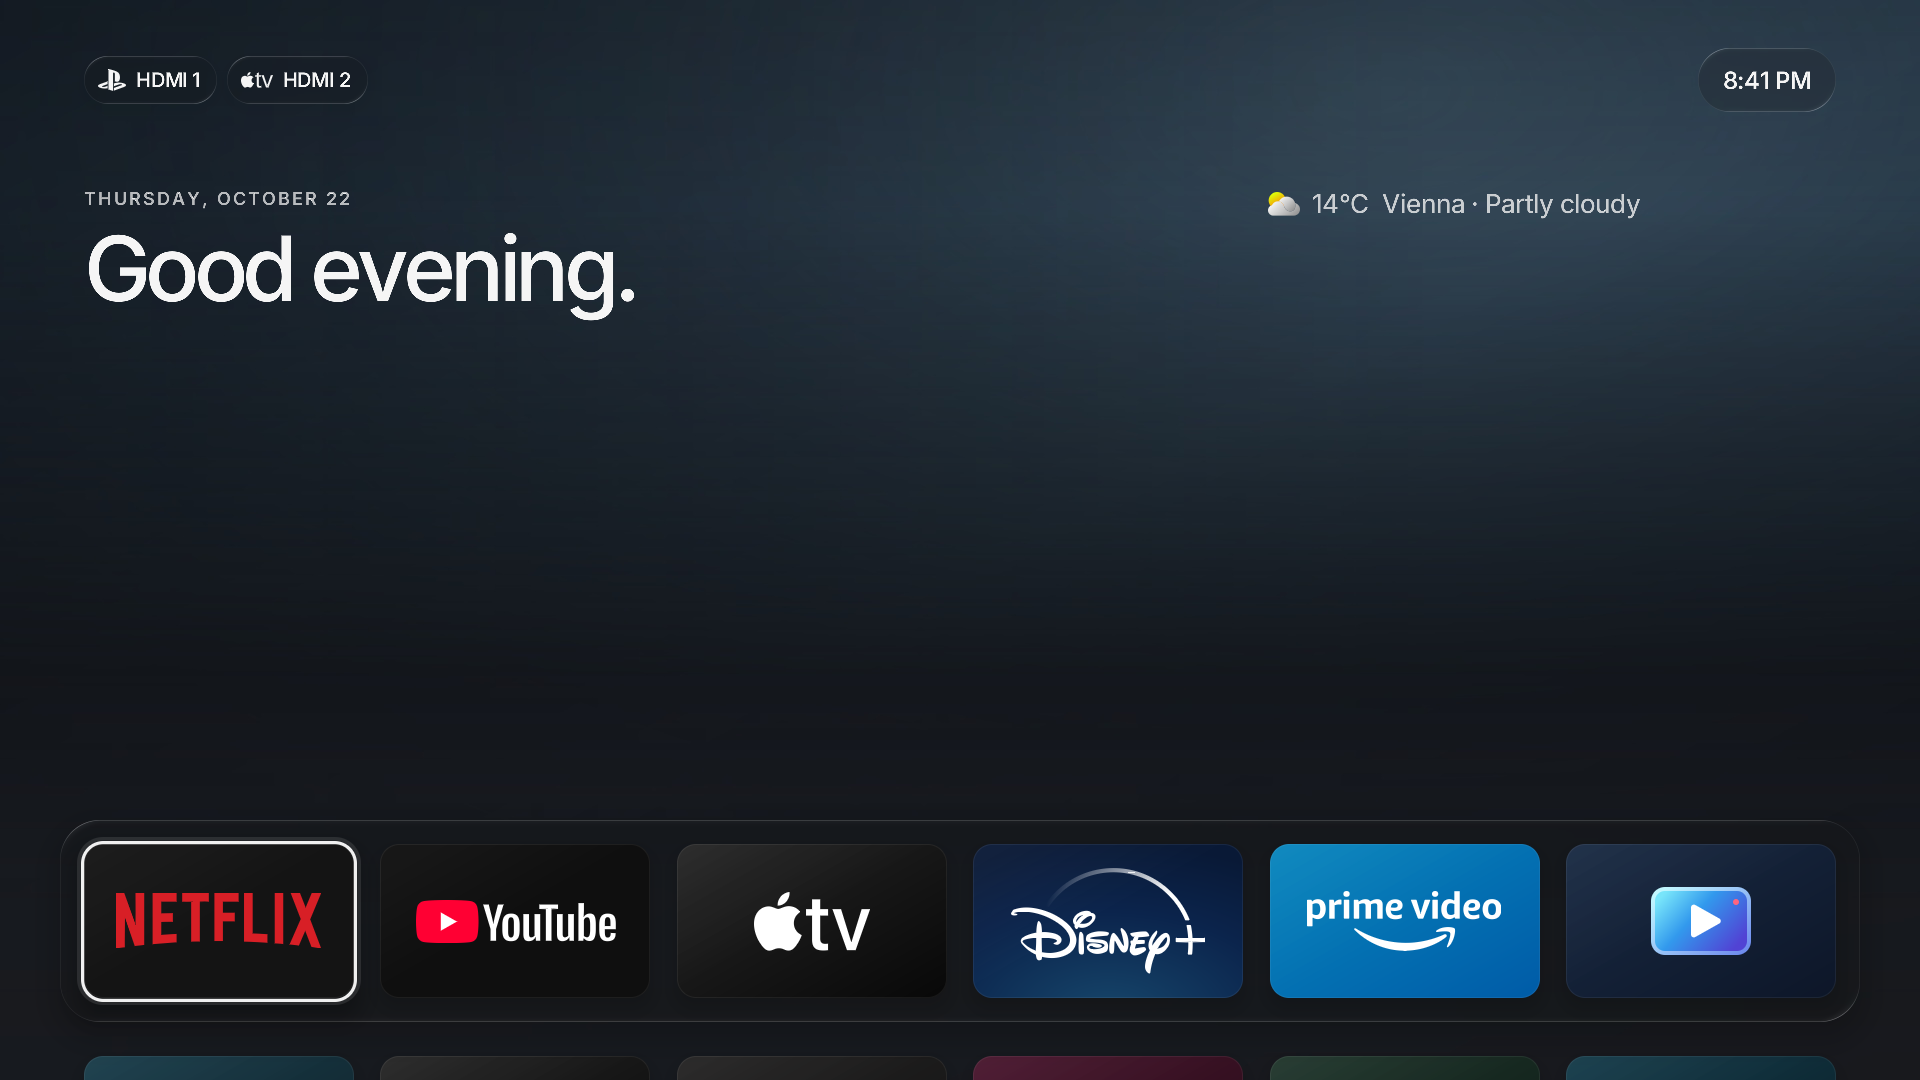 HDMI 1
tv HDMI 2
8:41 PM
THURSDAY, OCTOBER 22
14°C Vienna · Partly cloudy
Good evening.
NETFLIX
YouTube
tv
Disney+
prime video